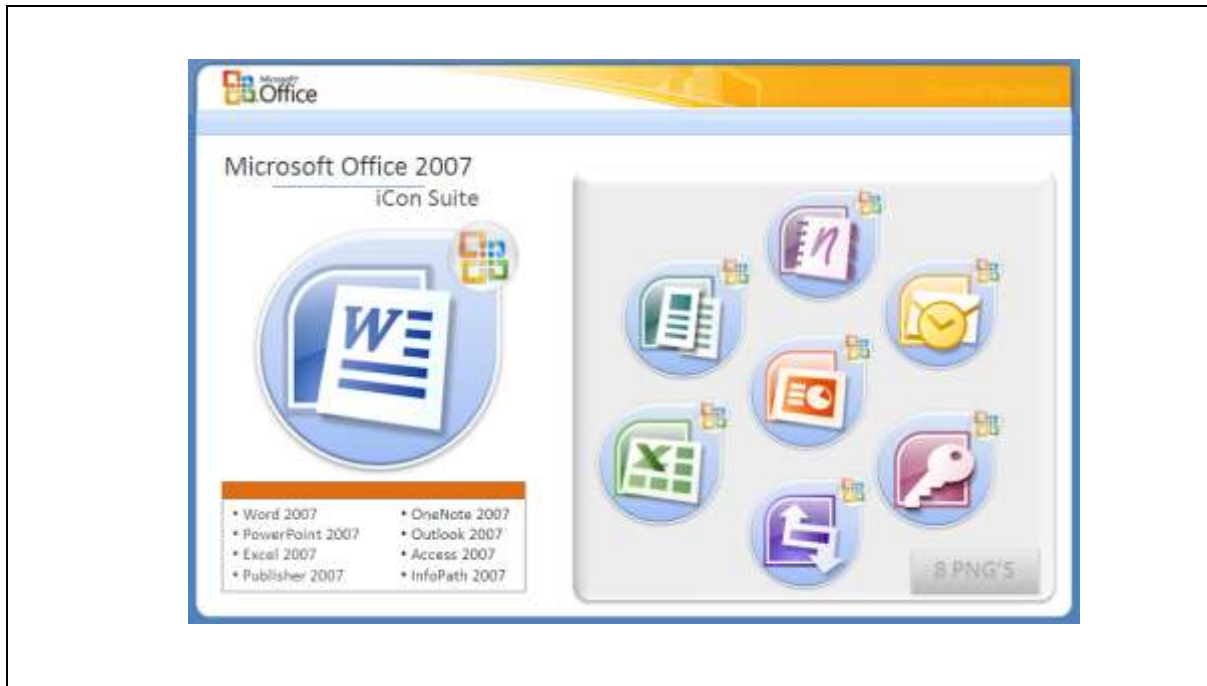 Microsoft
Office
Microsoft Office 2007
iCon Suite
W
n
X
• Word 2007
• PowerPoint 2007
• Excel 2007
• Publisher 2007
• OneNote 2007
• Outlook 2007
• Access 2007
• InfoPath 2007
8 PNG'S